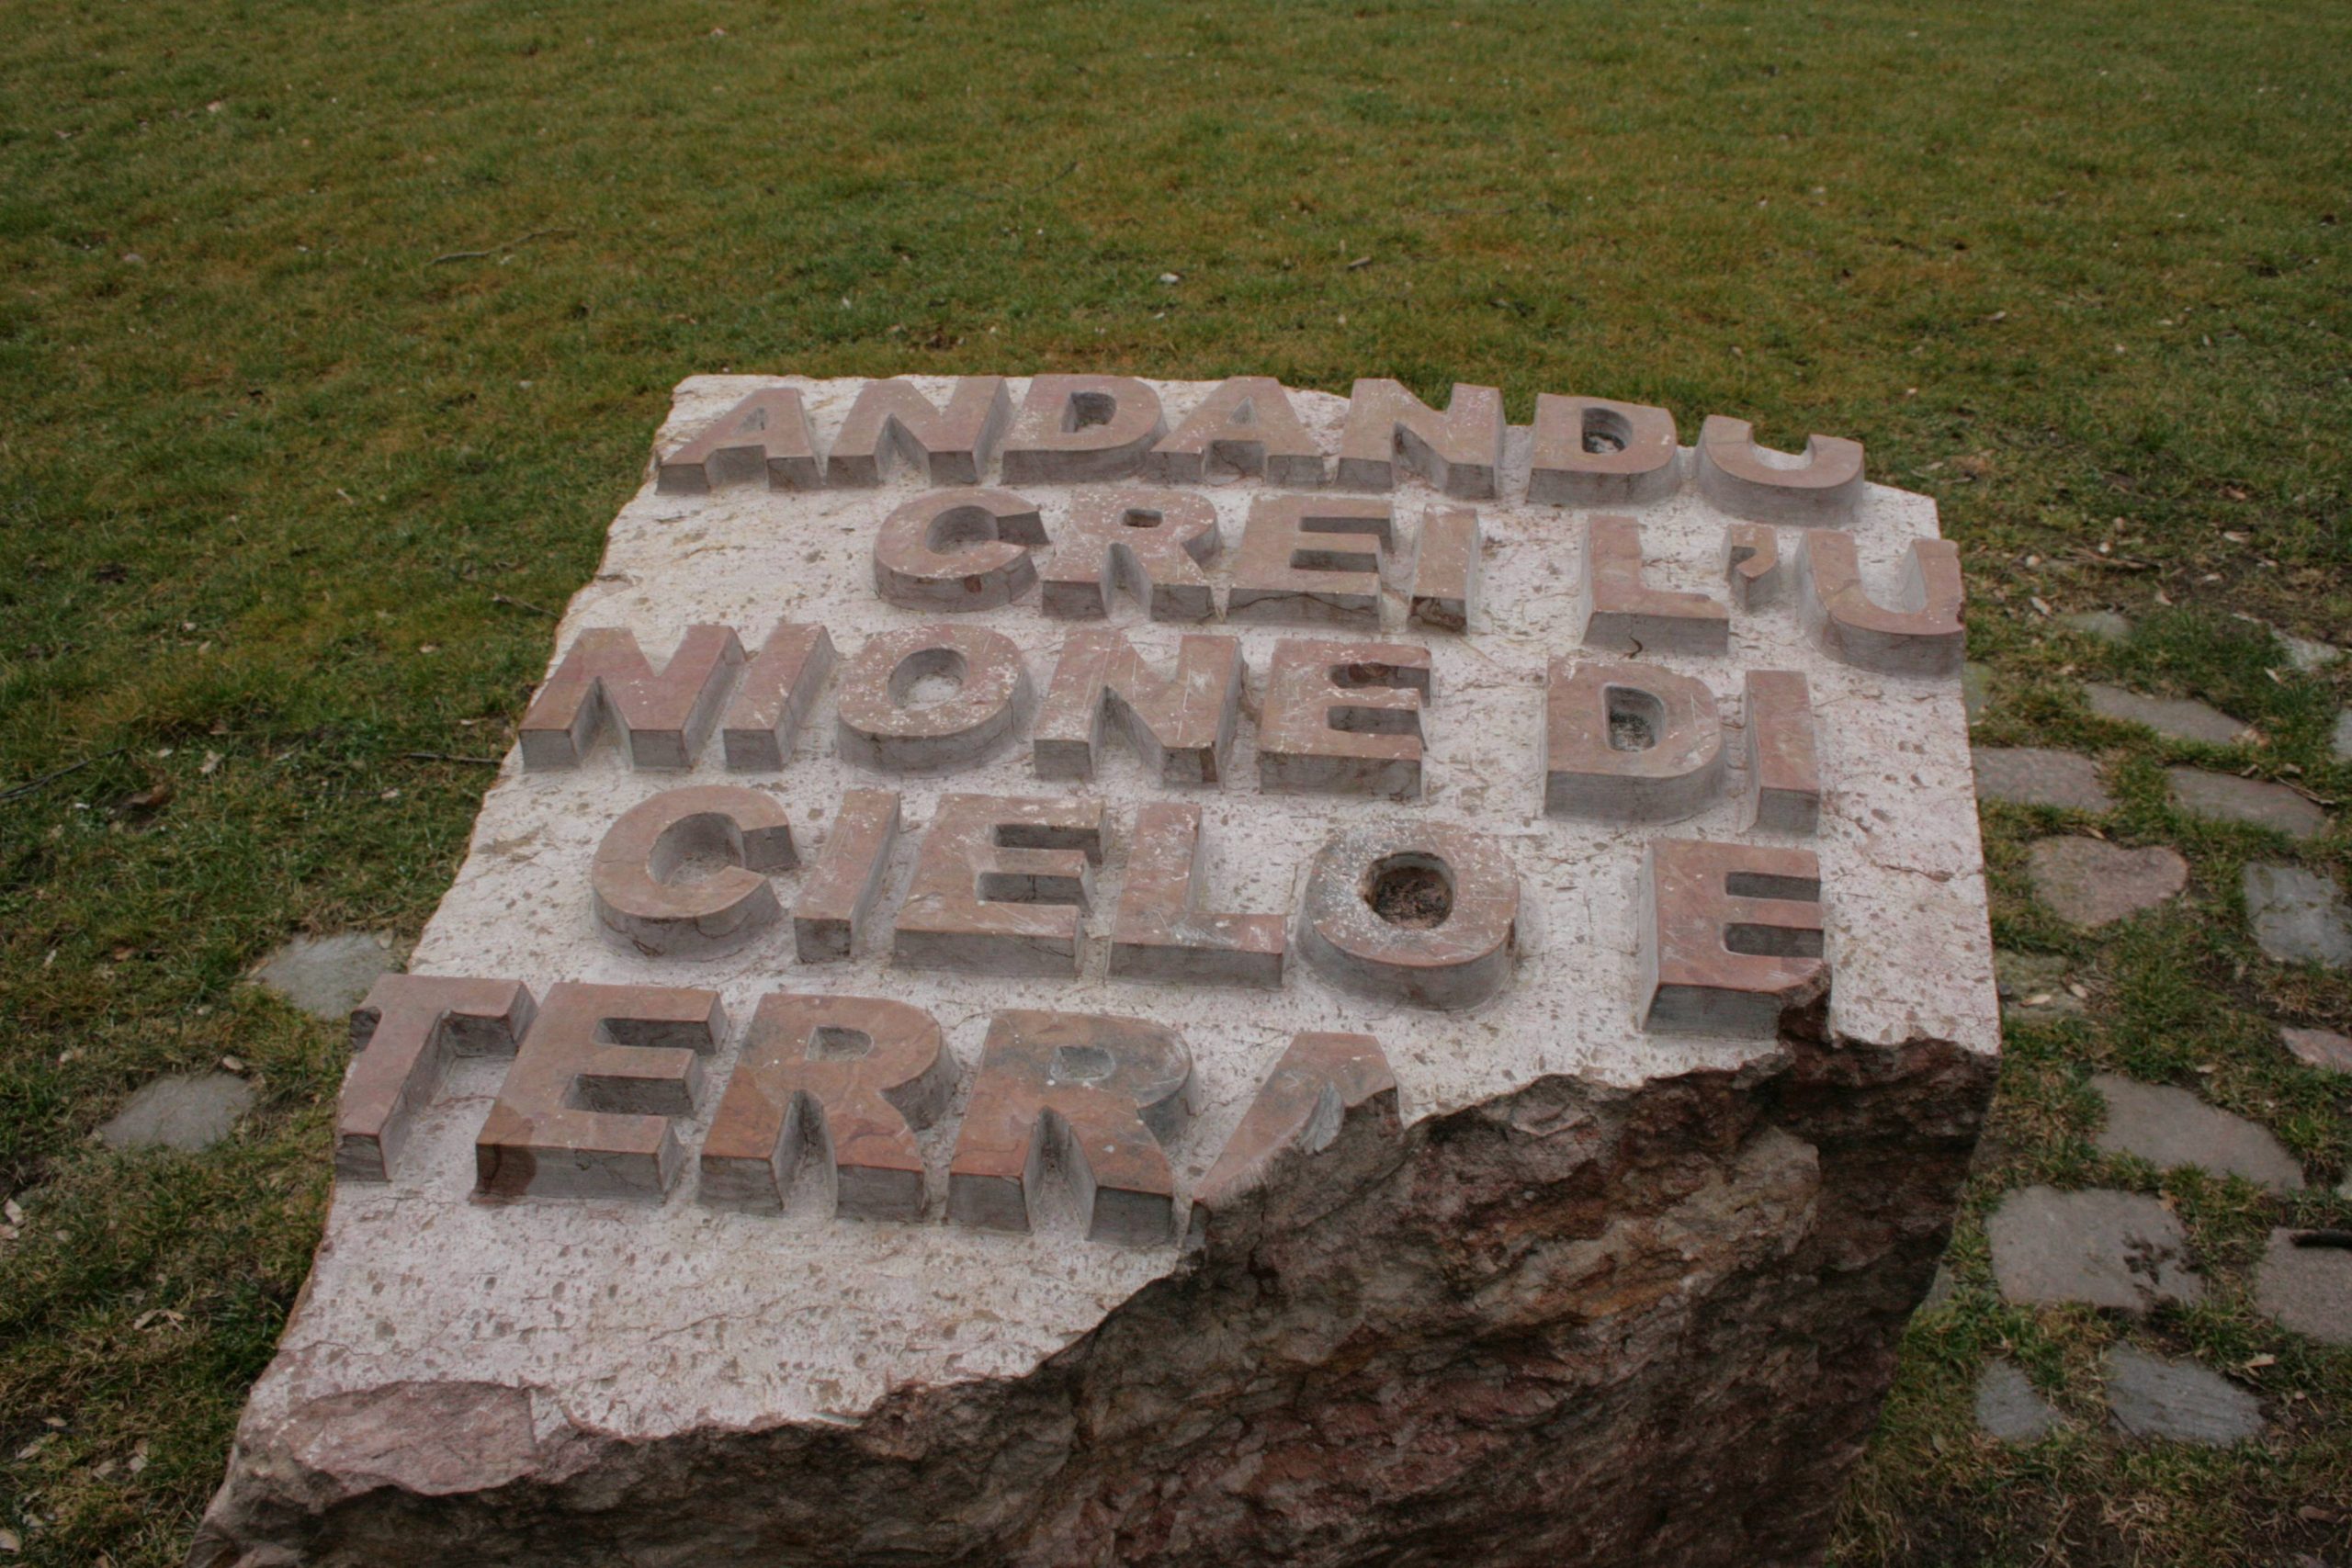 ANDANDU
CREI L'U
NIONE DI
CIELO E
TERRA